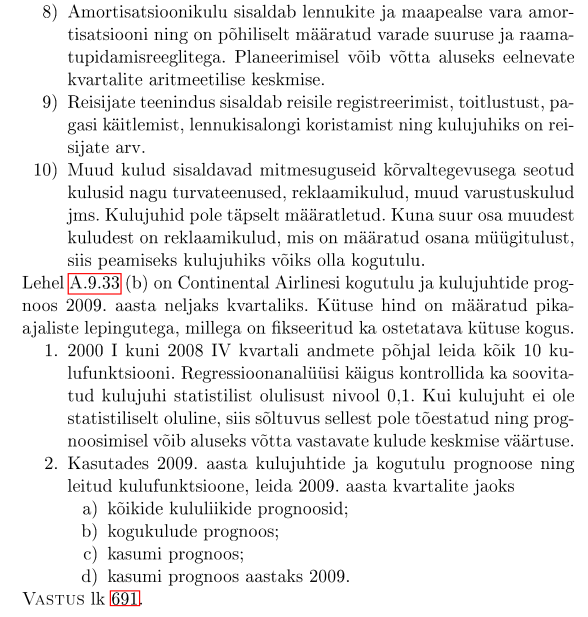 8) Amortisatsioonikulu sisaldab lennukite ja maapealse vara amor-
tisatsiooni ning on põhiliselt määratud varade suuruse ja raama-
tupidamisreeglitega. Planeerimisel võib võtta aluseks eelnevate
kvartalite aritmeetilise keskmise.
9) Reisijate teenindus sisaldab reisile registreerimist, toitlustust, pa-
gasi käitlemist, lennukisalongi koristamist ning kulujuhiks on rei-
sijate arv.
10) Muud kulud sisaldavad mitmesuguseid kõrvaltegevusega seotud
kulusid nagu turvateenused, reklaamikulud, muud varustuskulud
jms. Kulujuhid pole täpselt määratletud. Kuna suur osa muudest
kuludest on reklaamikulud, mis on määratud osana müügitulust,
siis peamiseks kulujuhiks võiks olla kogutulu.
Lehel A.9.33 (b) on Continental Airlinesi kogutulu ja kulujuhtide prog-
noos 2009. aasta neljaks kvartaliks. Kütuse hind on määratud pika-
ajaliste lepingutega, millega on fikseeritud ka ostetatava kütuse kogus.
1. 2000 I kuni 2008 IV kvartali andmete põhjal leida kõik 10 ku-
lufunktsiooni. Regressioonanalüüsi käigus kontrollida ka soovita-
tud kulujuhi statistilist olulisust nivool 0,1. Kui kulujuht ei ole
statistiliselt oluline, siis sõltuvus sellest pole tõestatud ning prog-
noosimisel võib aluseks võtta vastavate kulude keskmise väärtuse.
2. Kasutades 2009. aasta kulujuhtide ja kogutulu prognoose ning
leitud kulufunktsioone, leida 2009. aasta kvartalite jaoks
a) kõikide kululiikide prognoosid;
b) kogukulude prognoos;
c) kasumi prognoos;
d) kasumi prognoos aastaks 2009.
VASTUS lk 691.